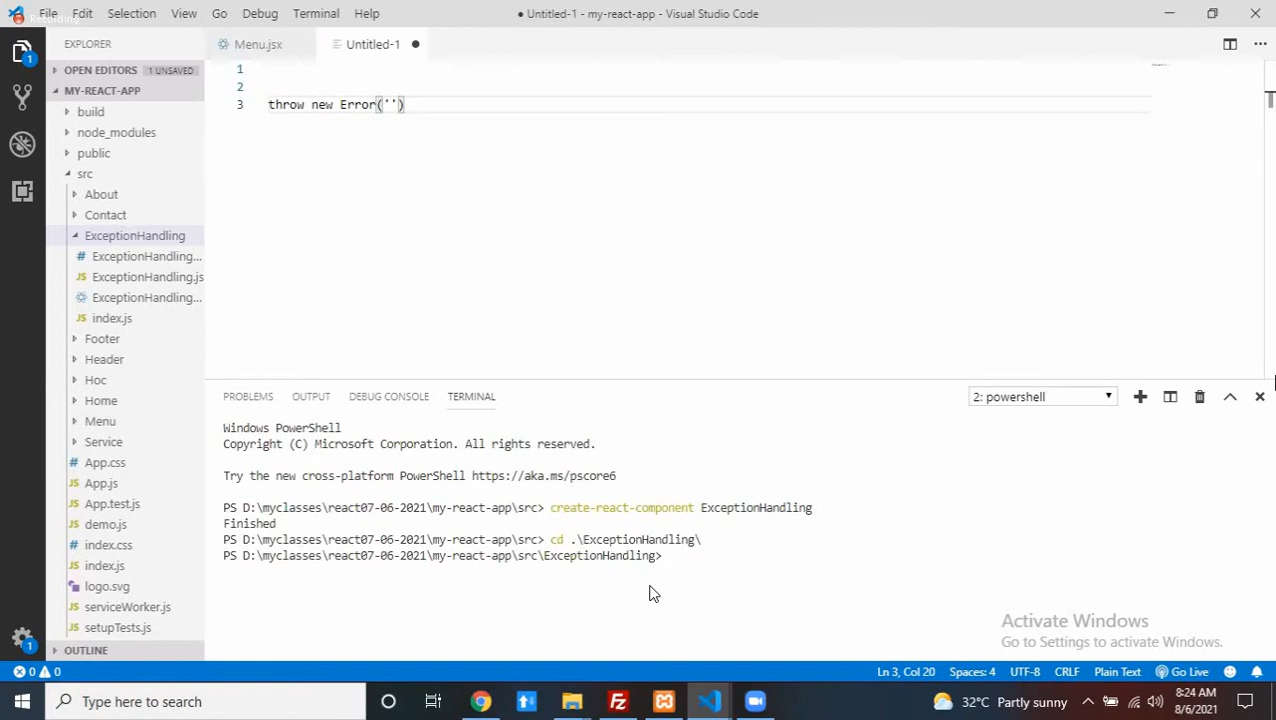 File Edit Selection View Go Debug Terminal Help
● Untitled-1 - my-react-app - Visual Studio Code
Recording
EXPLORER
Menu.jsx
Untitled-1 ●
OPEN EDITORS 1 UNSAVED
MY-REACT-APP
build
node_modules
public
src
About
Contact
ExceptionHandling
ExceptionHandling...
ExceptionHandling.js
ExceptionHandling...
index.js
Footer
Header
Hoc
Home
Menu
Service
App.css
App.js
App.test.js
demo.js
index.css
index.js
logo.svg
serviceWorker.js
setupTests.js
OUTLINE
1
2
3 throw new Error('')
PROBLEMS OUTPUT DEBUG CONSOLE TERMINAL
2: powershell
Windows PowerShell
Copyright (C) Microsoft Corporation. All rights reserved.
Try the new cross-platform PowerShell https://aka.ms/pscore6
PS D:\myclasses\react07-06-2021\my-react-app\src> create-react-component ExceptionHandling
Finished
PS D:\myclasses\react07-06-2021\my-react-app\src> cd .\ExceptionHandling\
PS D:\myclasses\react07-06-2021\my-react-app\src\ExceptionHandling>
Activate Windows
Go to Settings to activate Windows.
1
1
0 0
Ln 3, Col 20 Spaces: 4 UTF-8 CRLF Plain Text Go Live
Type here to search
32°C Partly sunny
8:24 AM
8/6/2021